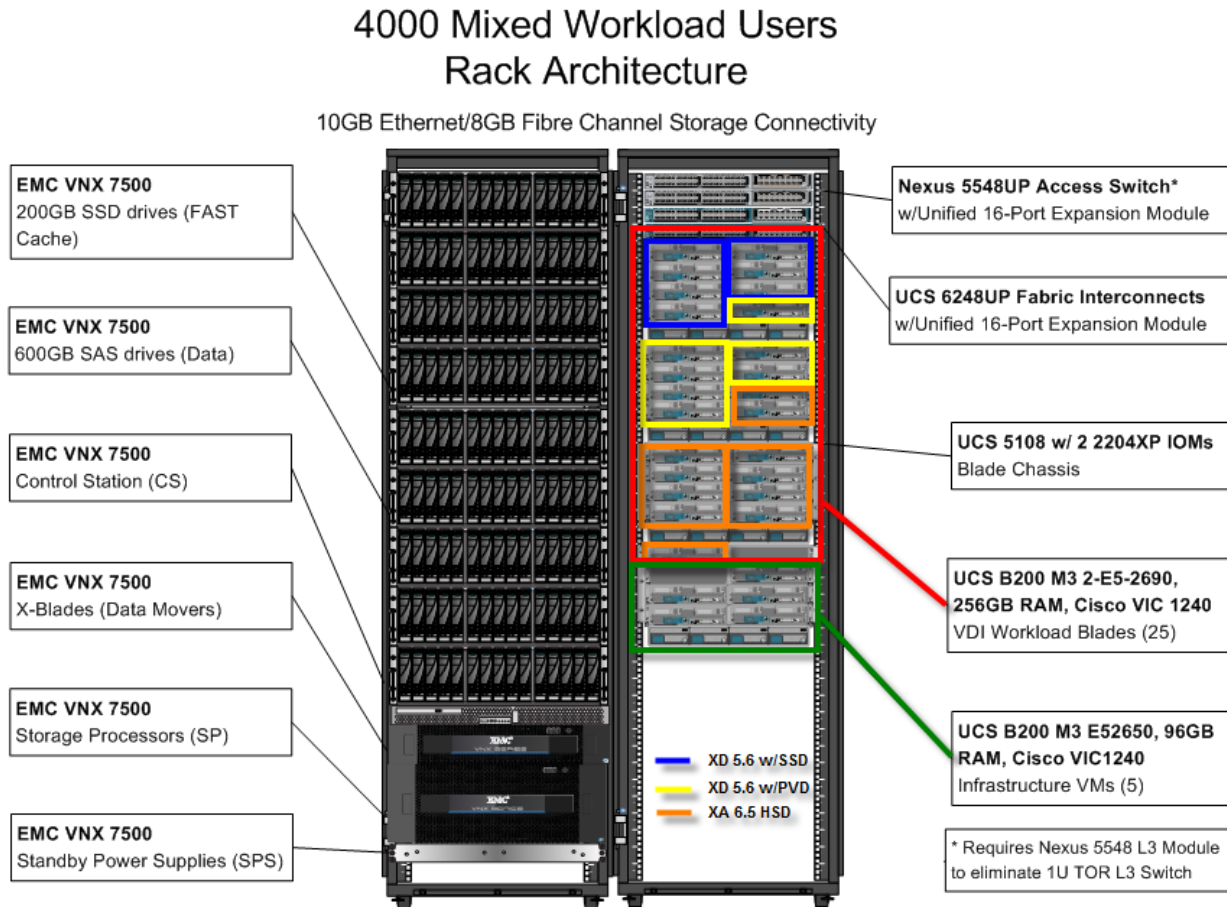 4000 Mixed Workload Users
Rack Architecture
10GB Ethernet/8GB Fibre Channel Storage Connectivity
EMC VNX 7500
200GB SSD drives (FAST
Cache)
EMC VNX 7500
600GB SAS drives (Data)
EMC VNX 7500
Control Station (CS)
EMC VNX 7500
X-Blades (Data Movers)
EMC VNX 7500
Storage Processors (SP)
EMC VNX 7500
Standby Power Supplies (SPS)
EMC²
VNX SERIES
EMC²
VNX SERIES
XD 5.6 w/SSD
XD 5.6 w/PVD
XA 6.5 HSD
Nexus 5548UP Access Switch*
w/Unified 16-Port Expansion Module
UCS 6248UP Fabric Interconnects
w/Unified 16-Port Expansion Module
UCS 5108 w/ 2 2204XP IOMs
Blade Chassis
UCS B200 M3 2-E5-2690,
256GB RAM, Cisco VIC 1240
VDI Workload Blades (25)
UCS B200 M3 E52650, 96GB
RAM, Cisco VIC1240
Infrastructure VMs (5)
* Requires Nexus 5548 L3 Module
to eliminate 1U TOR L3 Switch